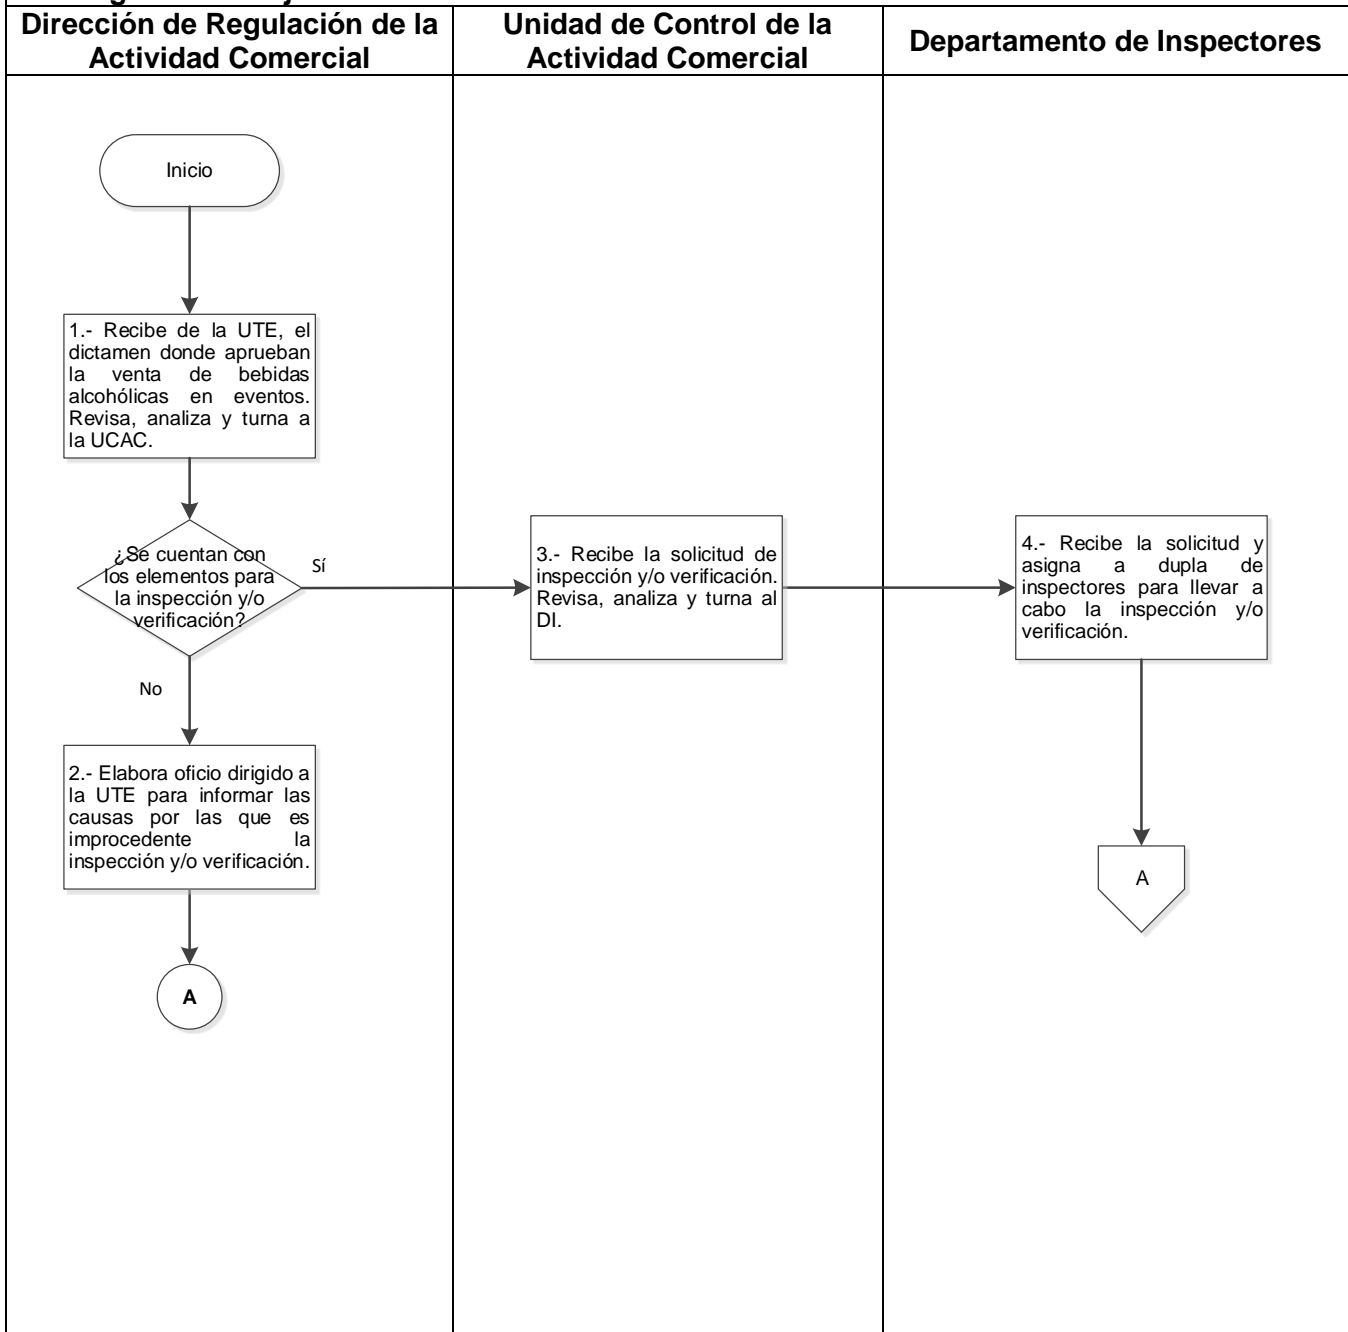 Dirección de Regulación de la
Actividad Comercial
Unidad de Control de la
Actividad Comercial
Departamento de Inspectores
Inicio
1.- Recibe de la UTE, el
dictamen donde aprueban
la venta de bebidas
alcohólicas en eventos.
Revisa, analiza y turna a
la UCAC.
¿Se cuentan con
los elementos para
la inspección y/o
verificación?
Sí
No
3.- Recibe la solicitud de
inspección y/o verificación.
Revisa, analiza y turna al
DI.
4.- Recibe la solicitud y
asigna a dupla de
inspectores para llevar a
cabo la inspección y/o
verificación.
2.- Elabora oficio dirigido a
la UTE para informar las
causas por las que es
improcedente la
inspección y/o verificación.
A
A